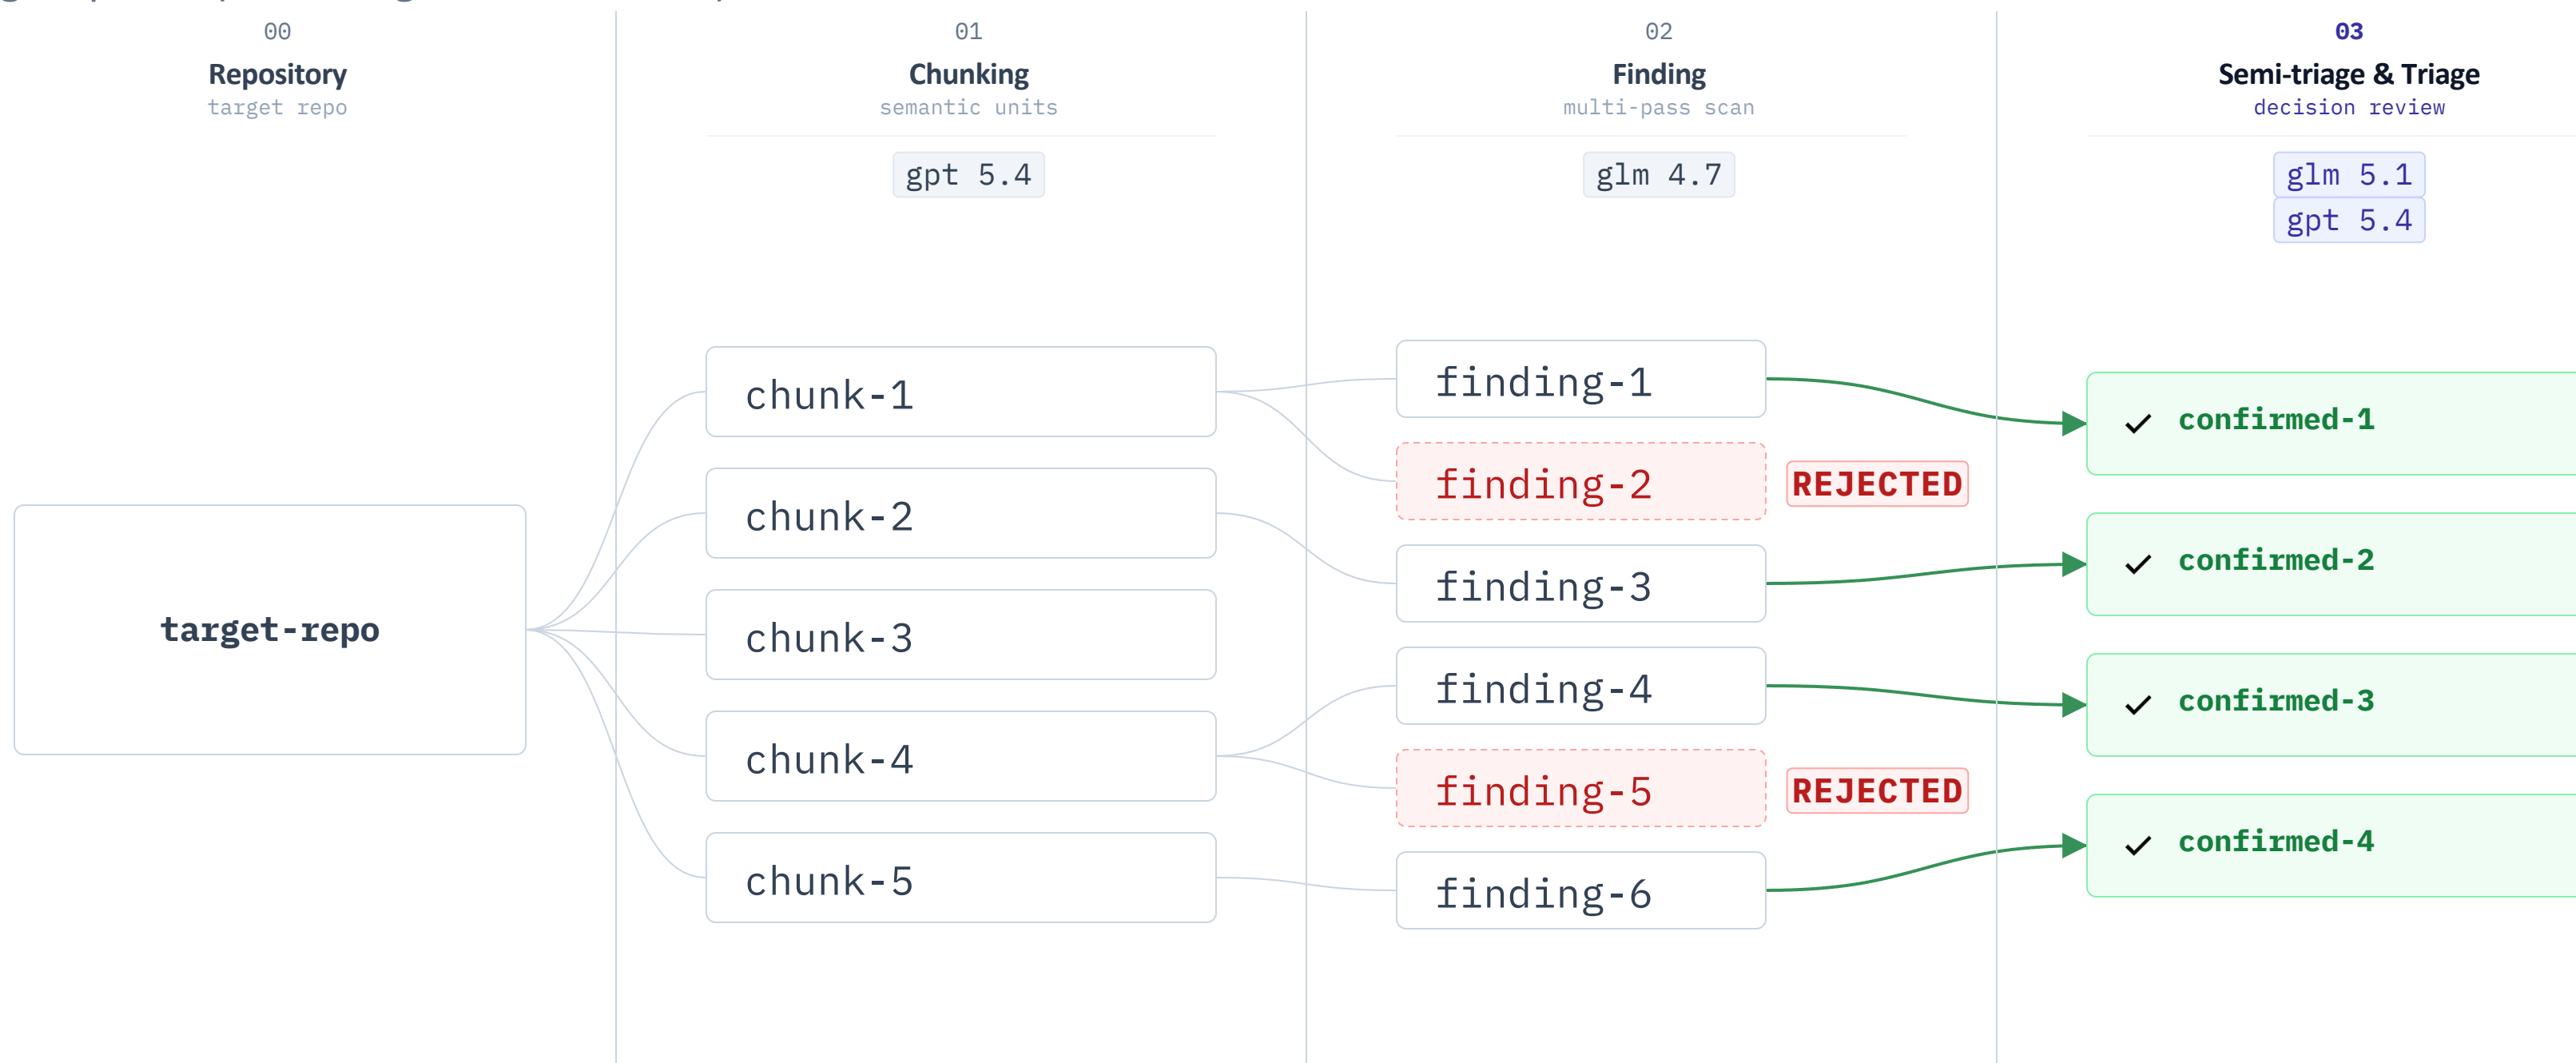 00
Repository
target repo
01
Chunking
semantic units
gpt 5.4
02
Finding
multi-pass scan
glm 4.7
03
Semi-triage & Triage
decision review
glm 5.1
gpt 5.4
target-repo
chunk-1
chunk-2
chunk-3
chunk-4
chunk-5
finding-1
finding-2
REJECTED
finding-3
finding-4
finding-5
REJECTED
finding-6
✓ confirmed-1
✓ confirmed-2
✓ confirmed-3
✓ confirmed-4